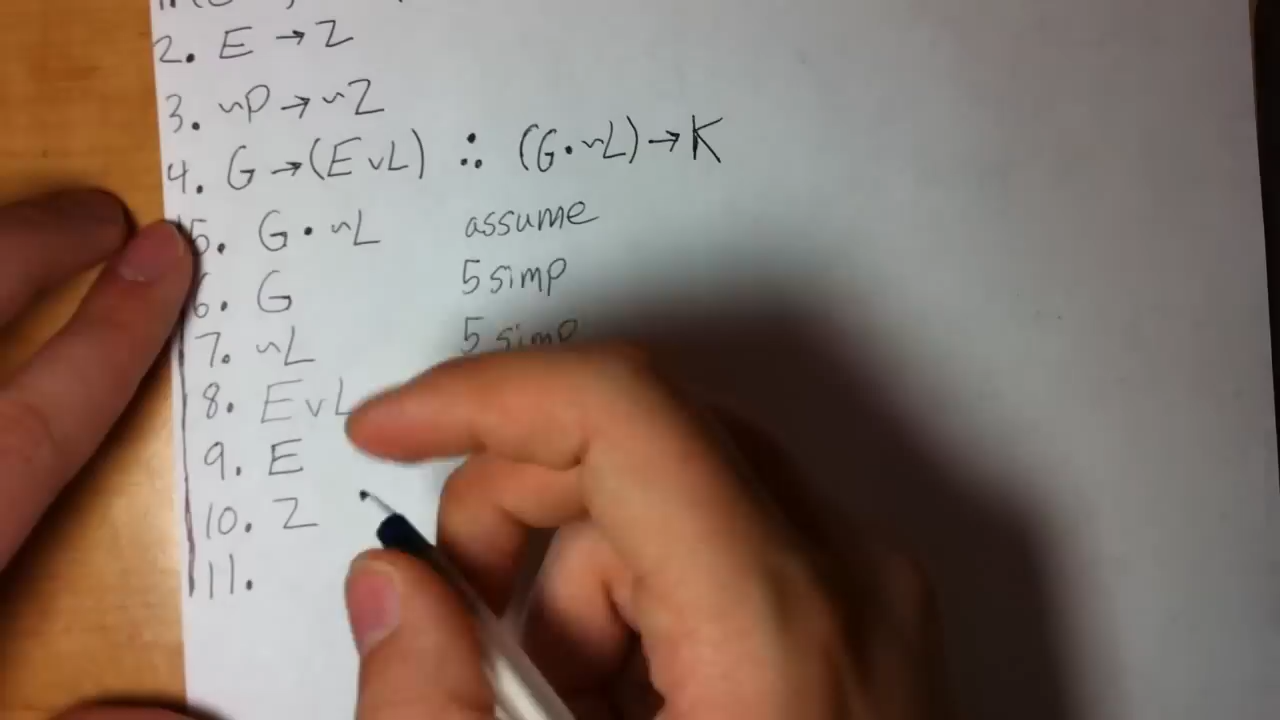 2. E → Z
3. ~P → ~Z
4. G → (E v L) ∴ (G · ~L) → K
5. G · ~L assume
6. G 5 simp
7. ~L 5 simp
8. E v L
9. E
10. Z
11.